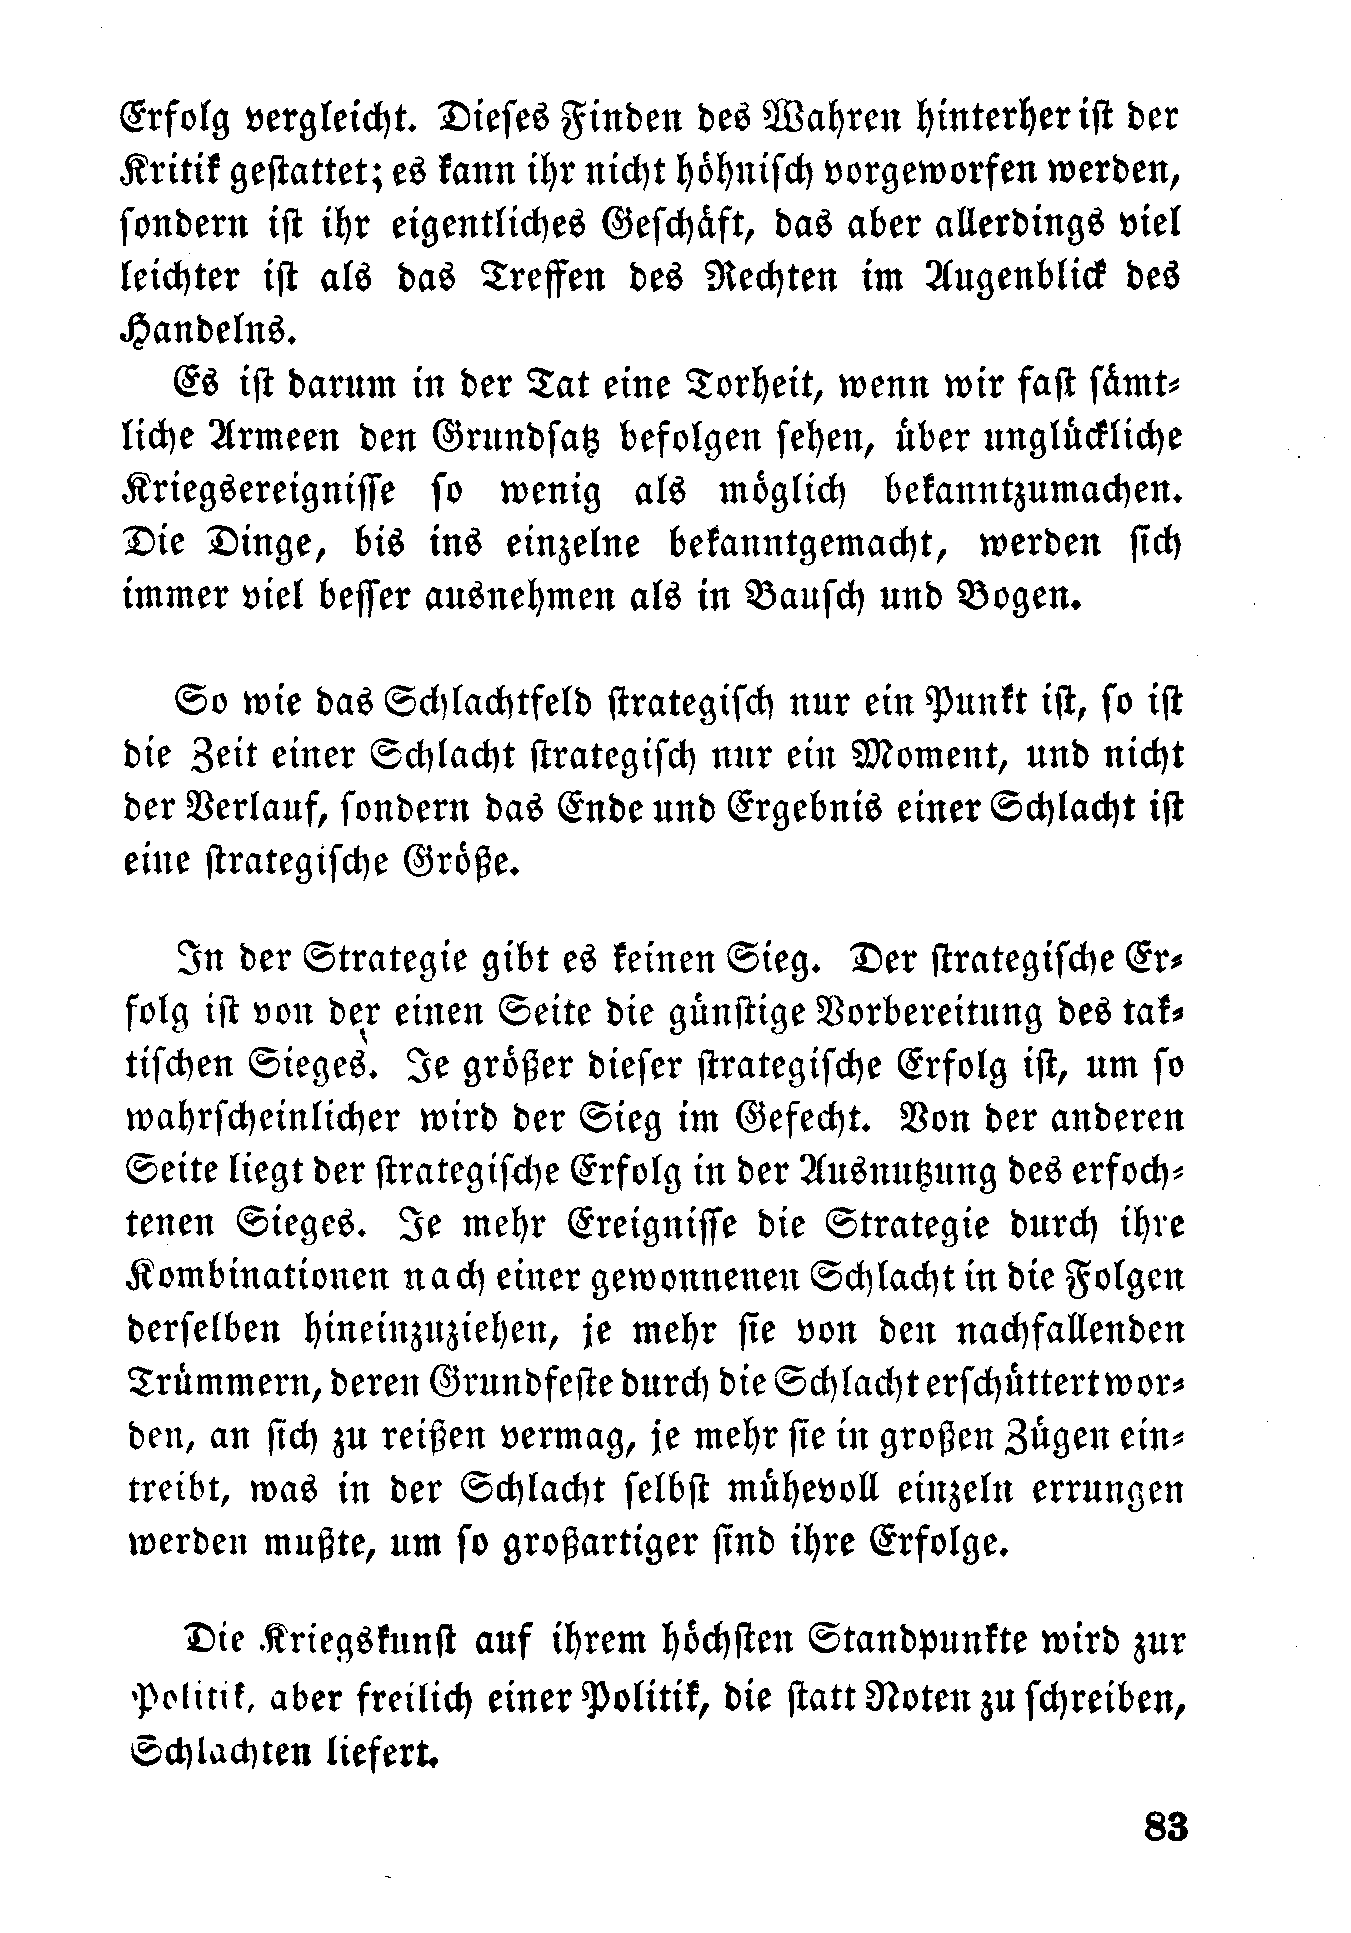 Erfolg vergleicht. Dieses Finden des Wahren hinterher ist der
Kritik gestattet; es kann ihr nicht höhnisch vorgeworfen werden,
sondern ist ihr eigentliches Geschäft, das aber allerdings viel
leichter ist als das Treffen des Rechten im Augenblick des
Handelns.
Es ist darum in der Tat eine Torheit, wenn wir fast sämt-
liche Armeen den Grundsatz befolgen sehen, über unglückliche
Kriegsereignisse so wenig als möglich bekanntzumachen.
Die Dinge, bis ins einzelne bekanntgemacht, werden sich
immer viel besser ausnehmen als in Bausch und Bogen.
So wie das Schlachtfeld strategisch nur ein Punkt ist, so ist
die Zeit einer Schlacht strategisch nur ein Moment, und nicht
der Verlauf, sondern das Ende und Ergebnis einer Schlacht ist
eine strategische Größe.
In der Strategie gibt es keinen Sieg. Der strategische Er-
folg ist von der einen Seite die günstige Vorbereitung des tak-
tischen Sieges. Je größer dieser strategische Erfolg ist, um so
wahrscheinlicher wird der Sieg im Gefecht. Von der anderen
Seite liegt der strategische Erfolg in der Ausnutzung des erfoch-
tenen Sieges. Je mehr Ereignisse die Strategie durch ihre
Kombinationen nach einer gewonnenen Schlacht in die Folgen
derselben hineinzuziehen, je mehr sie von den nachfallenden
Trümmern, deren Grundfeste durch die Schlacht erschüttert wor-
den, an sich zu reißen vermag, je mehr sie in großen Zügen ein-
treibt, was in der Schlacht selbst mühevoll einzeln errungen
werden mußte, um so großartiger sind ihre Erfolge.
Die Kriegskunst auf ihrem höchsten Standpunkte wird zur
Politik, aber freilich einer Politik, die statt Noten zu schreiben,
Schlachten liefert.
83